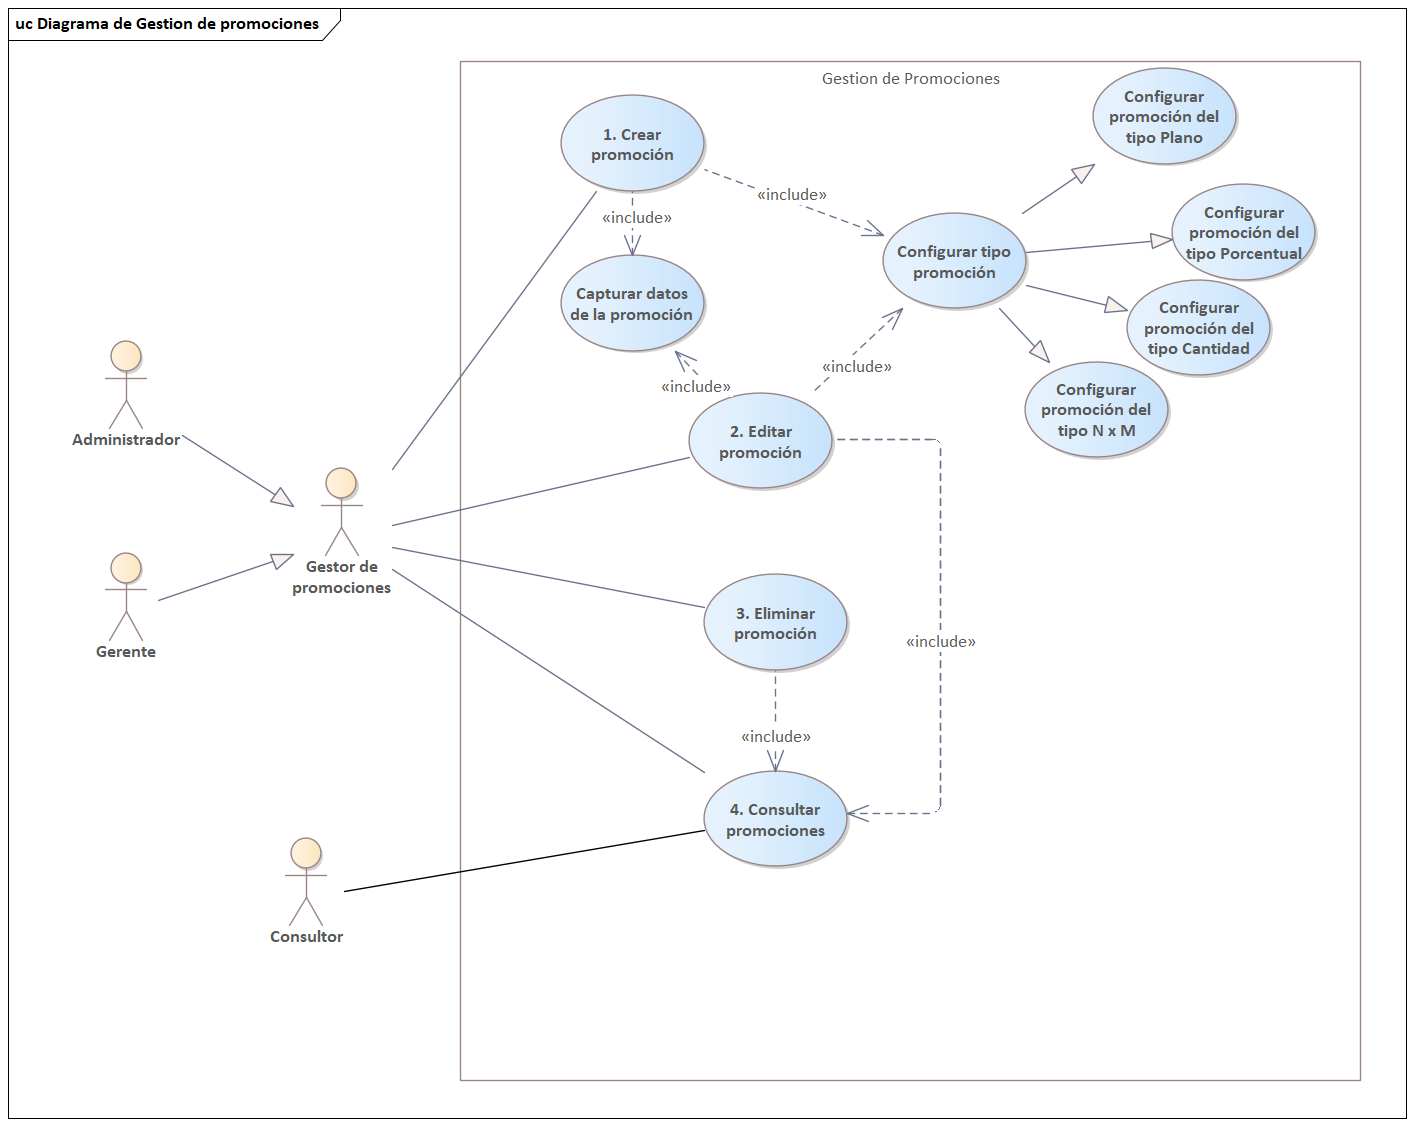 uc Diagrama de Gestion de promociones
Gestion de Promociones
Configurar
promoción del
tipo Plano
1. Crear
promoción
«include»
«include»
Configurar
promoción del
tipo Porcentual
Configurar tipo
promoción
Capturar datos
de la promoción
Configurar
promoción del
tipo Cantidad
«include»
«include»
Configurar
promoción del
tipo N x M
2. Editar
promoción
Administrador
Gestor de
promociones
Gerente
3. Eliminar
promoción
«include»
«include»
4. Consultar
promociones
Consultor